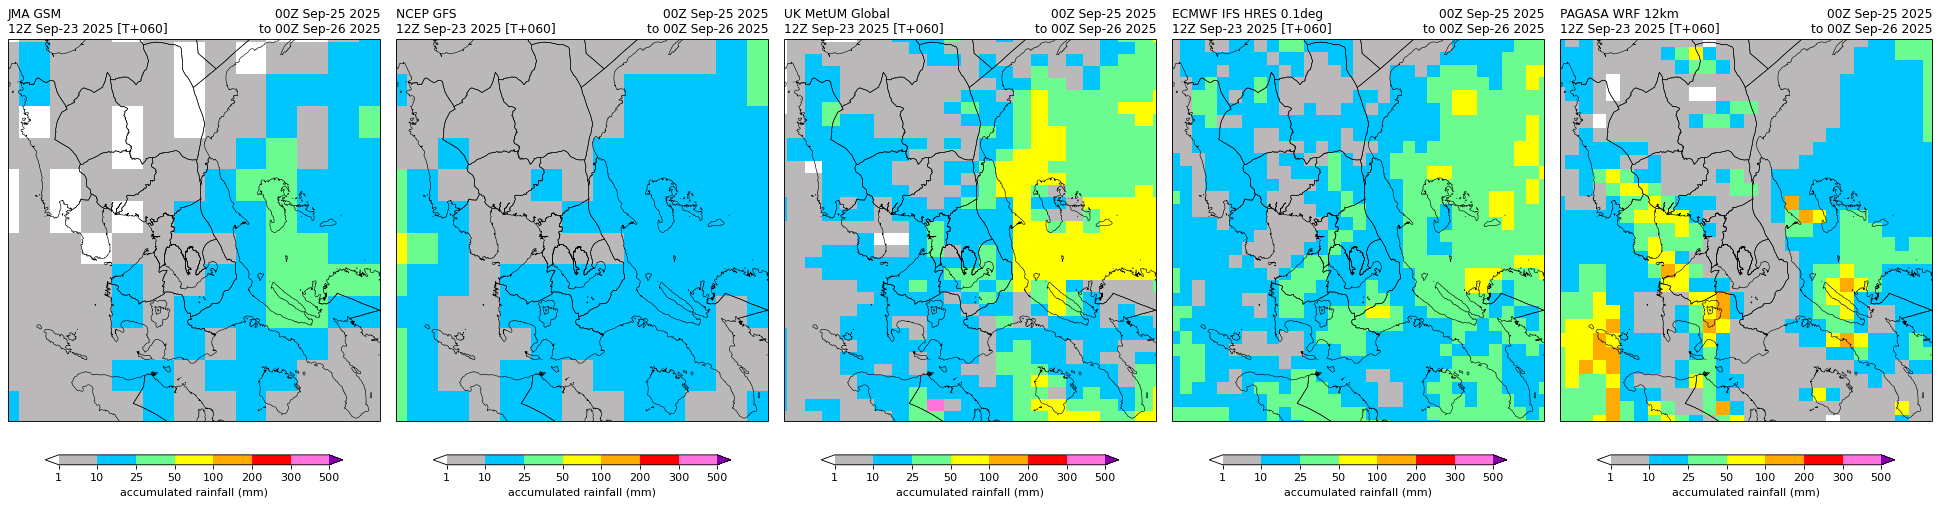 JMA GSM 00Z Sep-25 2025
12Z Sep-23 2025 [T+060] to 00Z Sep-26 2025
1 10 25 50 100 200 300 500
accumulated rainfall (mm)
NCEP GFS 00Z Sep-25 2025
12Z Sep-23 2025 [T+060] to 00Z Sep-26 2025
1 10 25 50 100 200 300 500
accumulated rainfall (mm)
UK MetUM Global 00Z Sep-25 2025
12Z Sep-23 2025 [T+060] to 00Z Sep-26 2025
1 10 25 50 100 200 300 500
accumulated rainfall (mm)
ECMWF IFS HRES 0.1deg 00Z Sep-25 2025
12Z Sep-23 2025 [T+060] to 00Z Sep-26 2025
1 10 25 50 100 200 300 500
accumulated rainfall (mm)
PAGASA WRF 12km 00Z Sep-25 2025
12Z Sep-23 2025 [T+060] to 00Z Sep-26 2025
1 10 25 50 100 200 300 500
accumulated rainfall (mm)